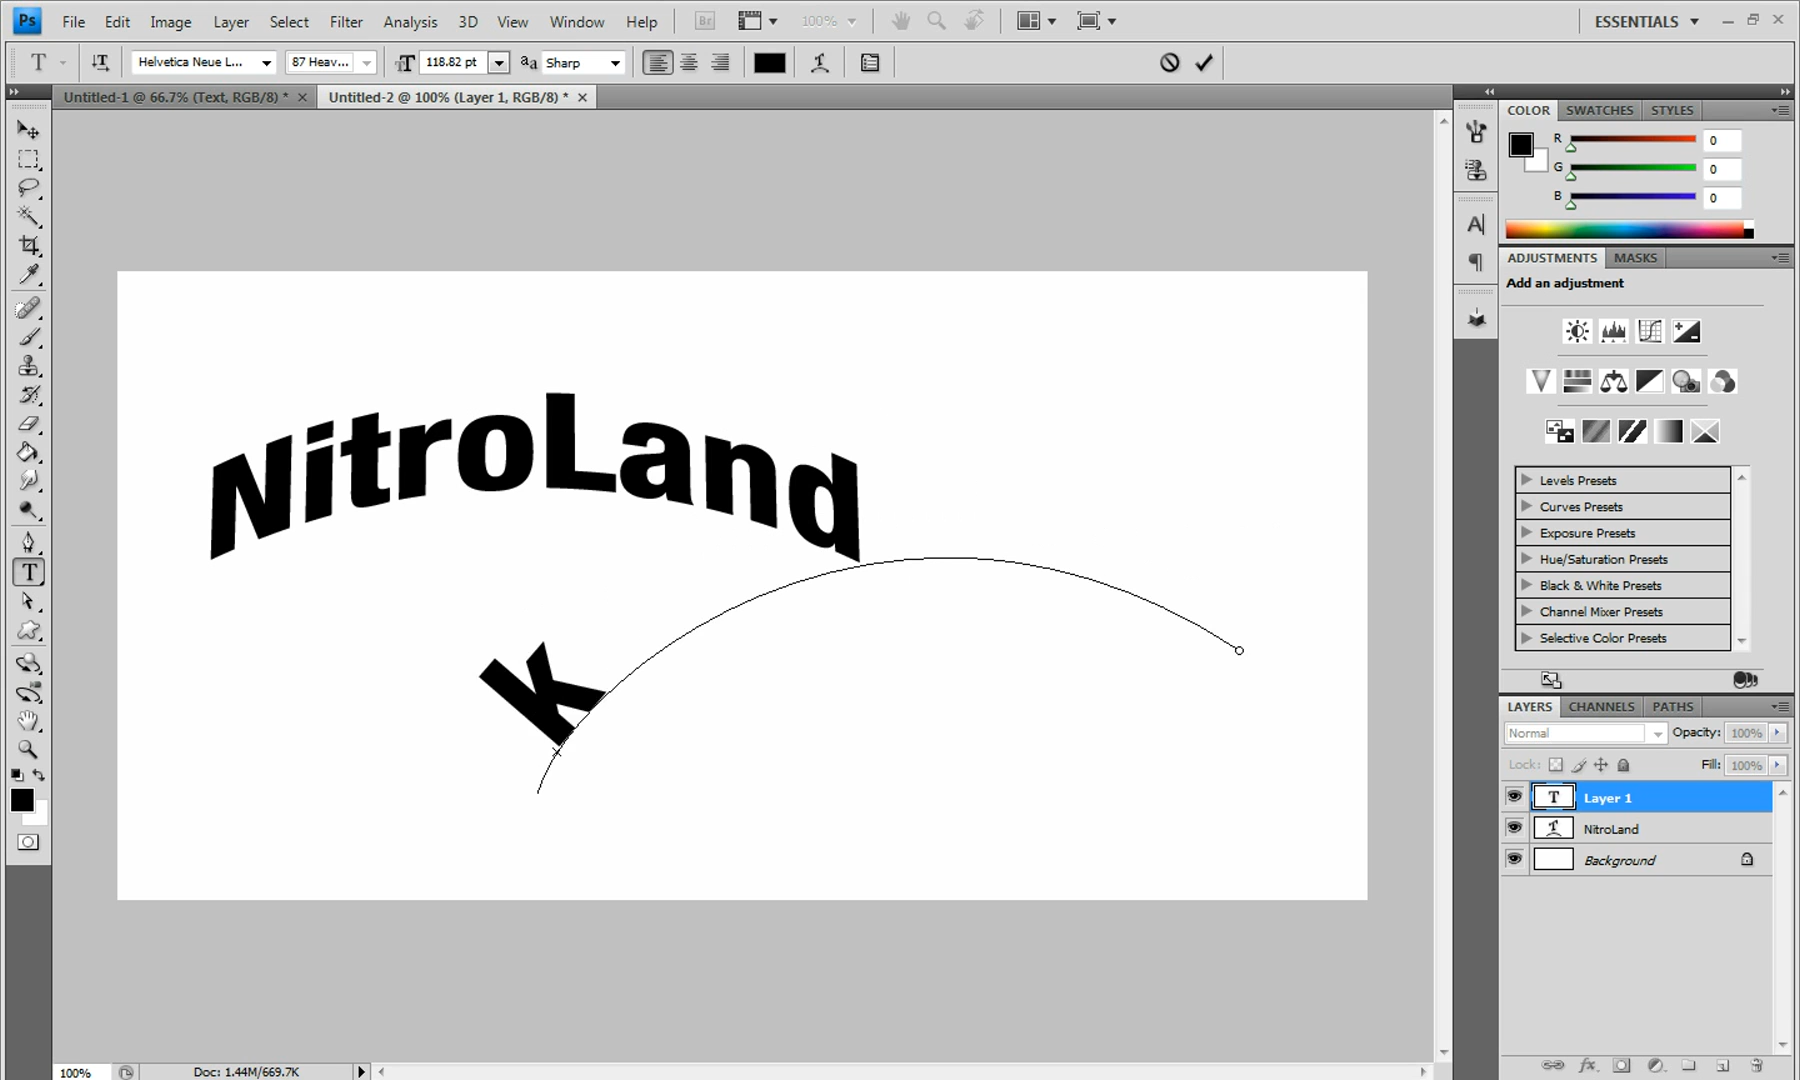 Ps File Edit Image Layer Select Filter Analysis 3D View Window Help Br 100% ESSENTIALS
T Helvetica Neue L... 87 Heav... 118.82 pt aa Sharp
Untitled-1 @ 66.7% (Text, RGB/8) * Untitled-2 @ 100% (Layer 1, RGB/8) *
COLOR SWATCHES STYLES
R 0
G 0
B 0
ADJUSTMENTS MASKS
Add an adjustment
NitroLand
k
Levels Presets
Curves Presets
Exposure Presets
Hue/Saturation Presets
Black & White Presets
Channel Mixer Presets
Selective Color Presets
LAYERS CHANNELS PATHS
Normal Opacity: 100%
Lock: Fill: 100%
T Layer 1
T NitroLand
Background
100% Doc: 1.44M/669.7K